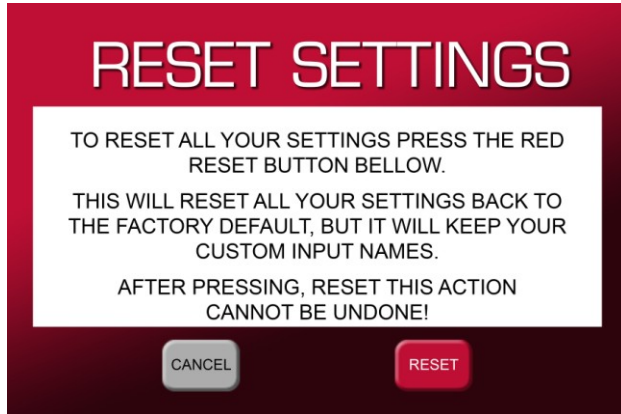 RESET SETTINGS
TO RESET ALL YOUR SETTINGS PRESS THE RED
RESET BUTTON BELLOW.
THIS WILL RESET ALL YOUR SETTINGS BACK TO
THE FACTORY DEFAULT, BUT IT WILL KEEP YOUR
CUSTOM INPUT NAMES.
AFTER PRESSING, RESET THIS ACTION
CANNOT BE UNDONE!
CANCEL
RESET